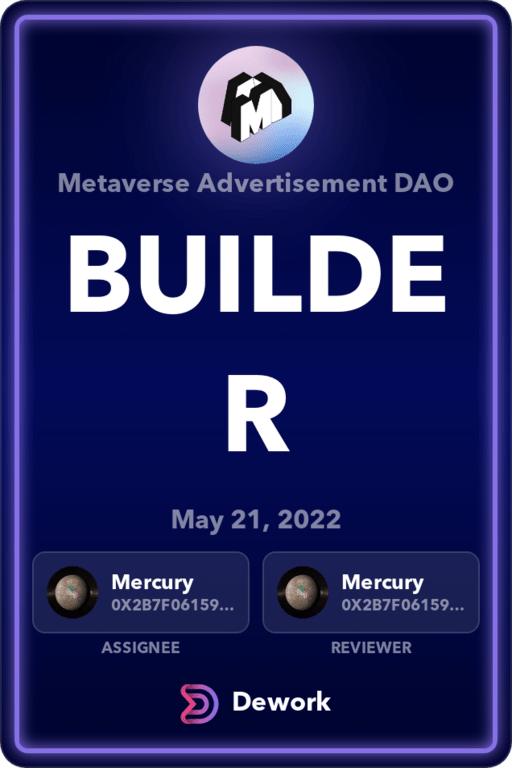 M
Metaverse Advertisement DAO
BUILDE
R
May 21, 2022
Mercury
0X2B7F06159...
ASSIGNEE
Mercury
0X2B7F06159...
REVIEWER
Dework